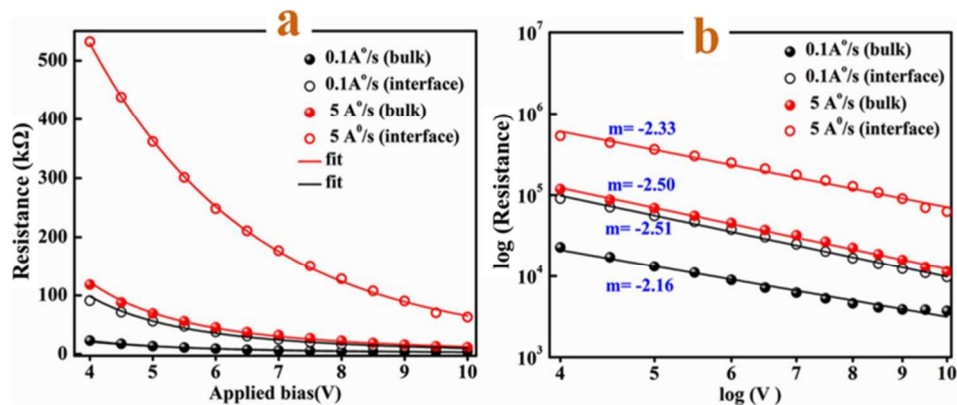 a
500
400
300
200
100
0
Resistance (kΩ)
0.1A°/s (bulk)
0.1A°/s (interface)
5 A°/s (bulk)
5 A⁰/s (interface)
fit
fit
4 5 6 7 8 9 10
Applied bias(V)
b
10⁷
10⁶
10⁵
10⁴
10³
log (Resistance)
0.1A°/s (bulk)
0.1A°/s (interface)
5 A°/s (bulk)
5 A⁰/s (interface)
m= -2.33
m= -2.50
m= -2.51
m= -2.16
4 5 6 7 8 9 10
log (V )